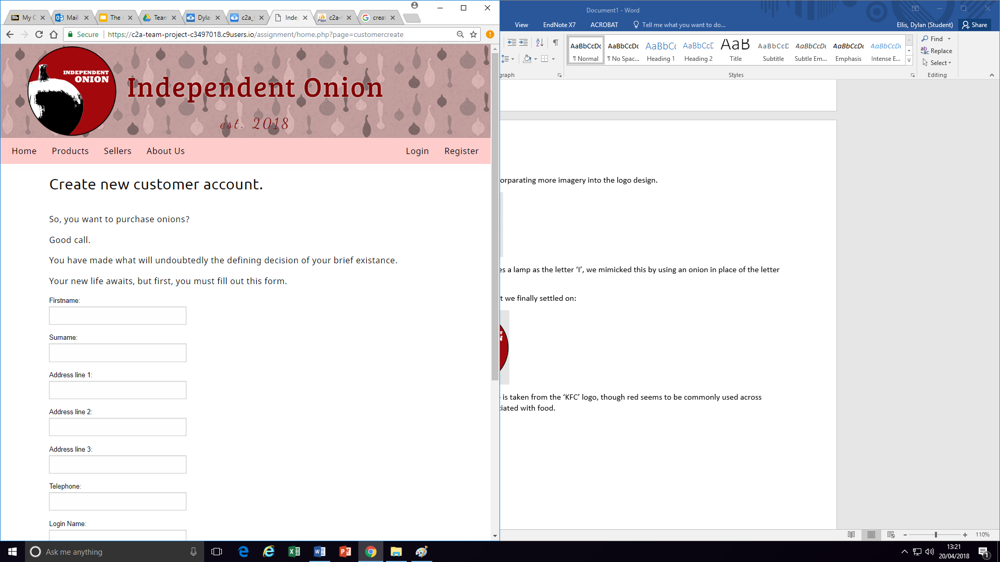 My C
Mail
The
Team
Dyla
c2a_
Inde
c2a-
creat
Secure
https://c2a-team-project-c3497018.c9users.io/assignment/home.php?page=customercreate
INDEPENDENT
ONION
Independent Onion
est. 2018
Home Products Sellers About Us Login Register
Create new customer account.
So, you want to purchase onions?
Good call.
You have made what will undoubtedly the defining decision of your brief existance.
Your new life awaits, but first, you must fill out this form.
Firstname:
Surname:
Address line 1:
Address line 2:
Address line 3:
Telephone:
Login Name:
Document1 - Word
View EndNote X7 ACROBAT Tell me what you want to do... Ellis, Dylan (Student) Share
AaBbCcDc AaBbCcDc AaBbCc AaBbCcD AaB AaBbCcD AaBbCcDc AaBbCcDc AaBbCcDc
¶ Normal ¶ No Spac... Heading 1 Heading 2 Title Subtitle Subtle Em... Emphasis Intense E...
Find
Replace
Select
graph Styles Editing
orparating more imagery into the logo design.
es a lamp as the letter ‘I’, we mimicked this by using an onion in place of the letter
t we finally settled on:
is taken from the ‘KFC’ logo, though red seems to be commonly used across
ciated with food.
110%
Ask me anything
13:21
20/04/2018
1